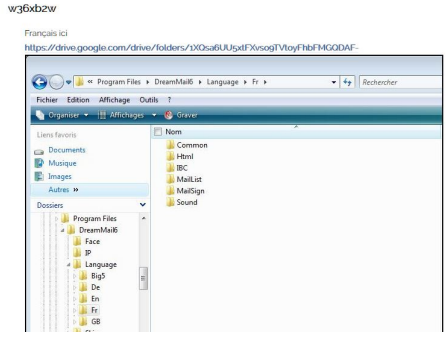 w36xb2w
Français ici
https://drive.google.com/drive/folders/1XQsa6UU5xtFXvso9TVtoyFhbFMGQDAF-
« Program Files ▸ DreamMail6 ▸ Language ▸ Fr ▸
Rechercher
Fichier Edition Affichage Outils ?
Organiser Affichages Graver
Liens favoris
Documents
Musique
Images
Autres »
Dossiers
Program Files
DreamMail6
Face
IP
Language
Big5
De
En
Fr
GB
Nom
Common
Html
IBC
MailList
MailSign
Sound